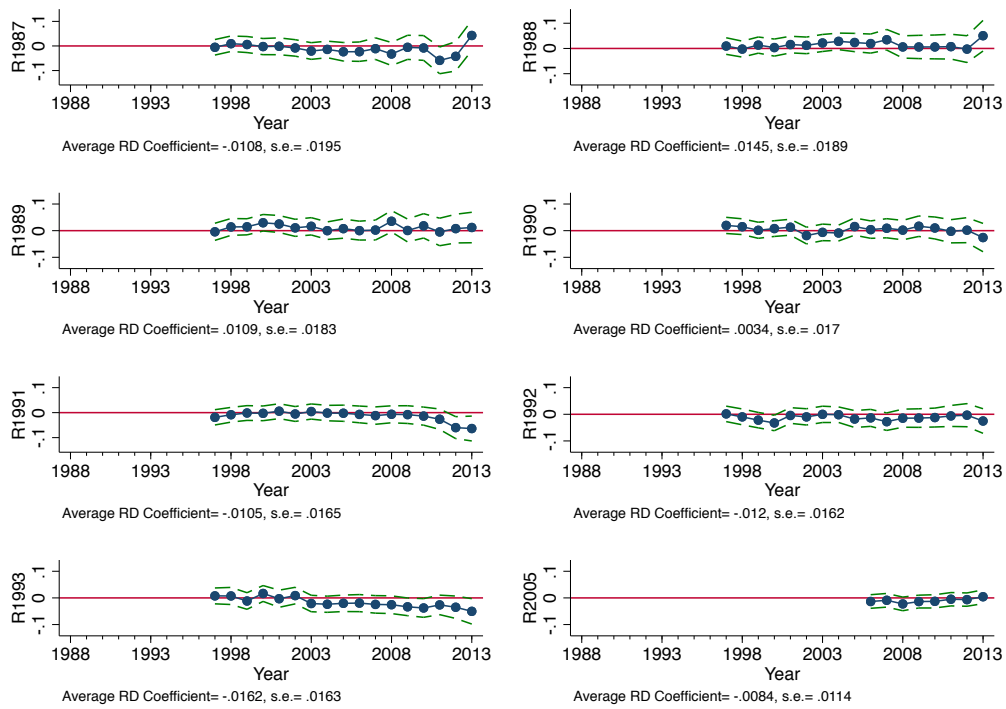 R1987
.1
0
-.1
1988 1993 1998 2003 2008 2013
Year
Average RD Coefficient= -.0108, s.e.= .0195
R1988
.1
0
-.1
1988 1993 1998 2003 2008 2013
Year
Average RD Coefficient= .0145, s.e.= .0189
R1989
.1
0
-.1
1988 1993 1998 2003 2008 2013
Year
Average RD Coefficient= .0109, s.e.= .0183
R1990
.1
0
-.1
1988 1993 1998 2003 2008 2013
Year
Average RD Coefficient= .0034, s.e.= .017
R1991
.1
0
-.1
1988 1993 1998 2003 2008 2013
Year
Average RD Coefficient= -.0105, s.e.= .0165
R1992
.1
0
-.1
1988 1993 1998 2003 2008 2013
Year
Average RD Coefficient= -.012, s.e.= .0162
R1993
.1
0
-.1
1988 1993 1998 2003 2008 2013
Year
Average RD Coefficient= -.0162, s.e.= .0163
R2005
.1
0
-.1
1988 1993 1998 2003 2008 2013
Year
Average RD Coefficient= -.0084, s.e.= .0114